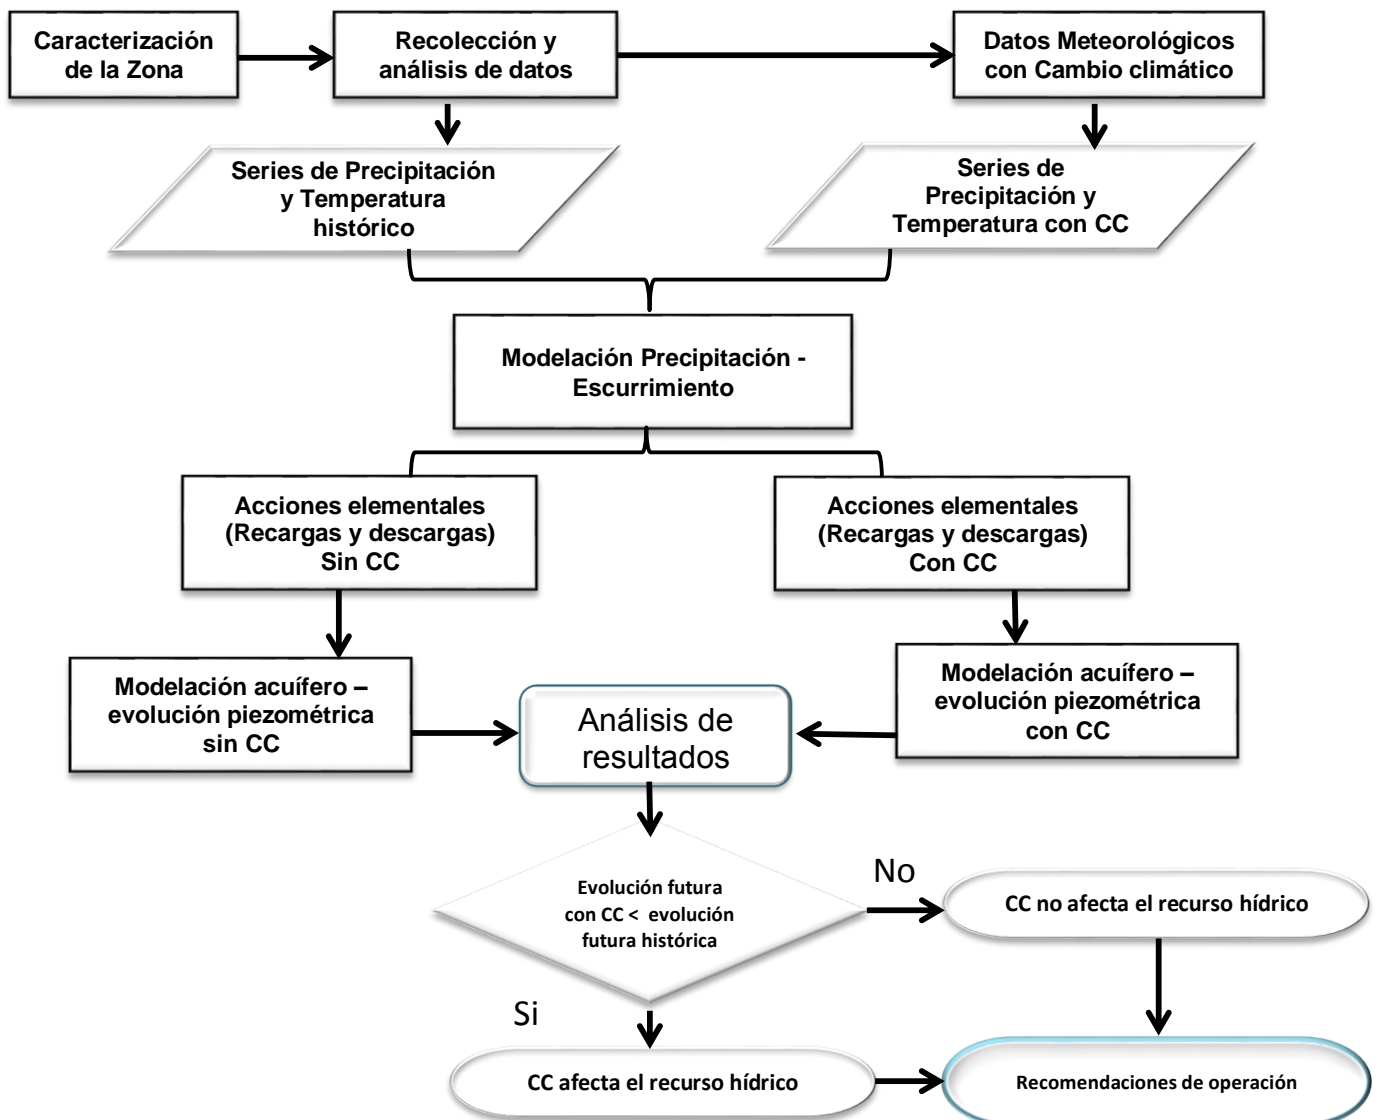 Caracterización
de la Zona
Recolección y
análisis de datos
Datos Meteorológicos
con Cambio climático
Series de Precipitación
y Temperatura
histórico
Series de
Precipitación y
Temperatura con CC
Modelación Precipitación -
Escurrimiento
Acciones elementales
(Recargas y descargas)
Sin CC
Acciones elementales
(Recargas y descargas)
Con CC
Modelación acuífero –
evolución piezométrica
sin CC
Análisis de
resultados
Modelación acuífero –
evolución piezométrica
con CC
Evolución futura
con CC < evolución
futura histórica
No
CC no afecta el recurso hídrico
Si
CC afecta el recurso hídrico
Recomendaciones de operación